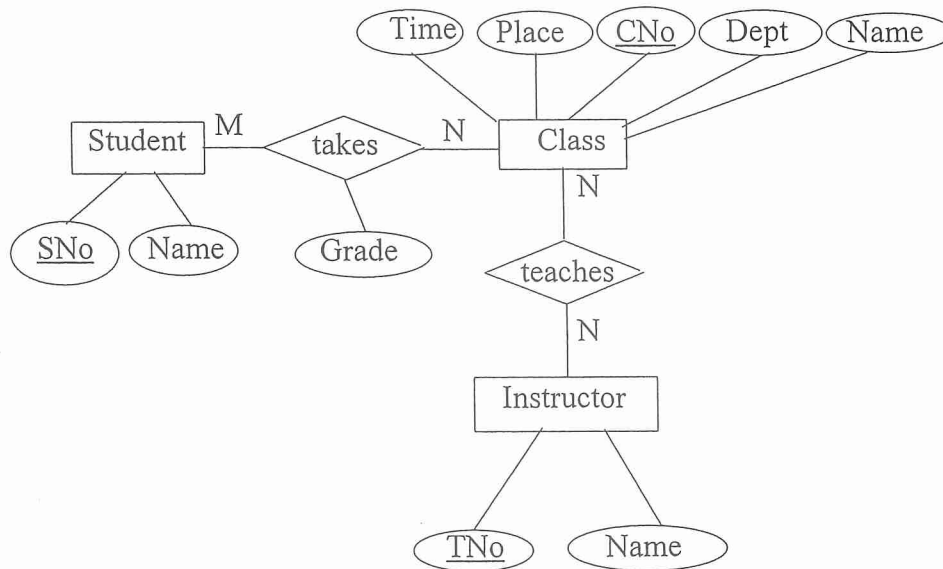 Time Place CNo Dept Name
Student M takes N Class
N
SNo Name Grade
teaches
N
Instructor
TNo Name